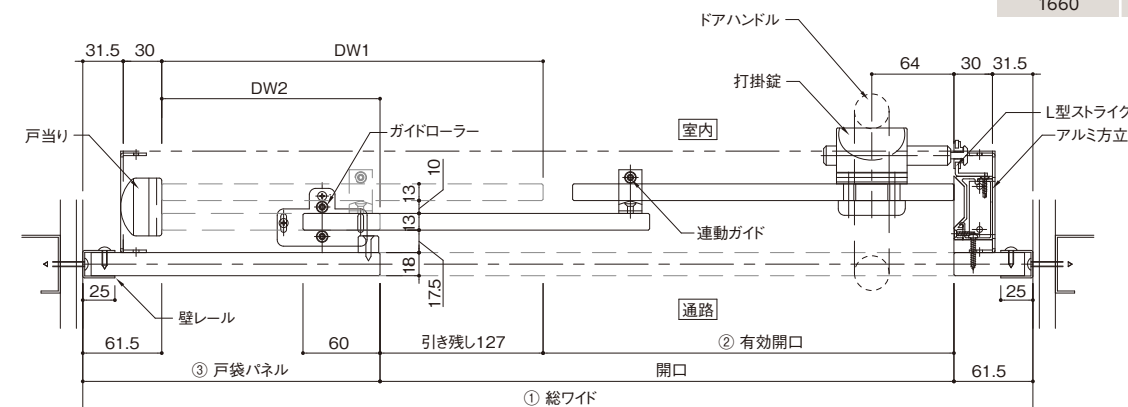 1660
ドアハンドル
31.5
30
DW1
64
30
31.5
打掛錠
DW2
L型ストライク
戸当り
ガイドローラー
室内
アルミ方立
10
13
13
連動ガイド
18
17.5
25
通路
25
壁レール
61.5
60
引き残し127
② 有効開口
③ 戸袋パネル
開口
61.5
① 総ワイド